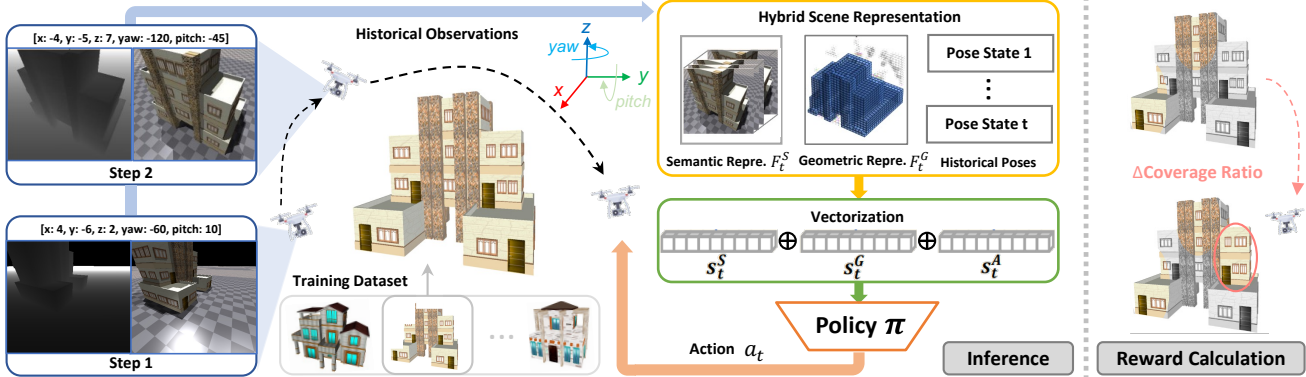 [x: -4, y: -5, z: 7, yaw: -120, pitch: -45]
Step 2
[x: 4, y: -6, z: 2, yaw: -60, pitch: 10]
Step 1
Historical Observations
z
yaw
y
x
pitch
Training Dataset
...
Action a_t
Hybrid Scene Representation
Pose State 1
⋮
Pose State t
Semantic Repre. F_t^S
Geometric Repre. F_t^G
Historical Poses
Vectorization
⊕ ⊕
s_t^S
s_t^G
s_t^A
Policy π
Inference
ΔCoverage Ratio
Reward Calculation